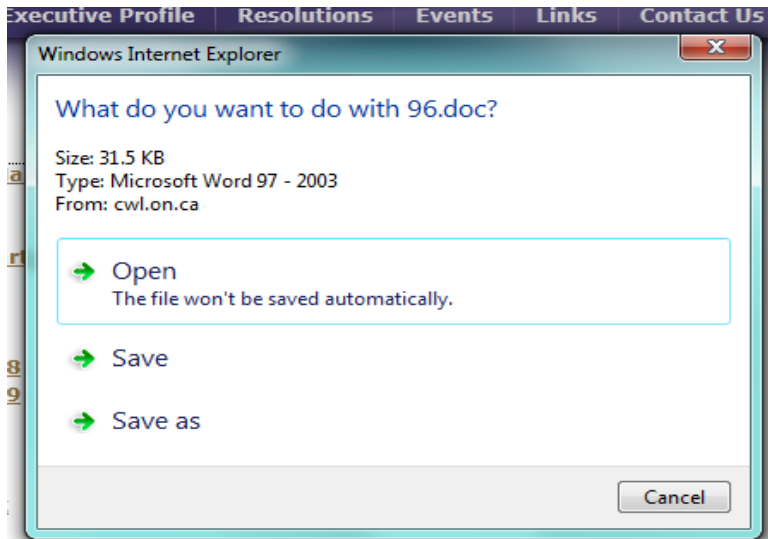 Executive Profile Resolutions Events Links Contact Us
Windows Internet Explorer
What do you want to do with 96.doc?
Size: 31.5 KB
Type: Microsoft Word 97 - 2003
From: cwl.on.ca
Open
The file won't be saved automatically.
Save
Save as
Cancel